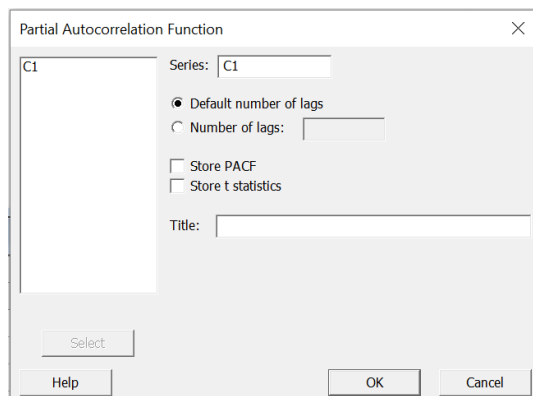 Partial Autocorrelation Function
C1
Series: C1
Default number of lags
Number of lags:
Store PACF
Store t statistics
Title:
Select
Help
OK
Cancel